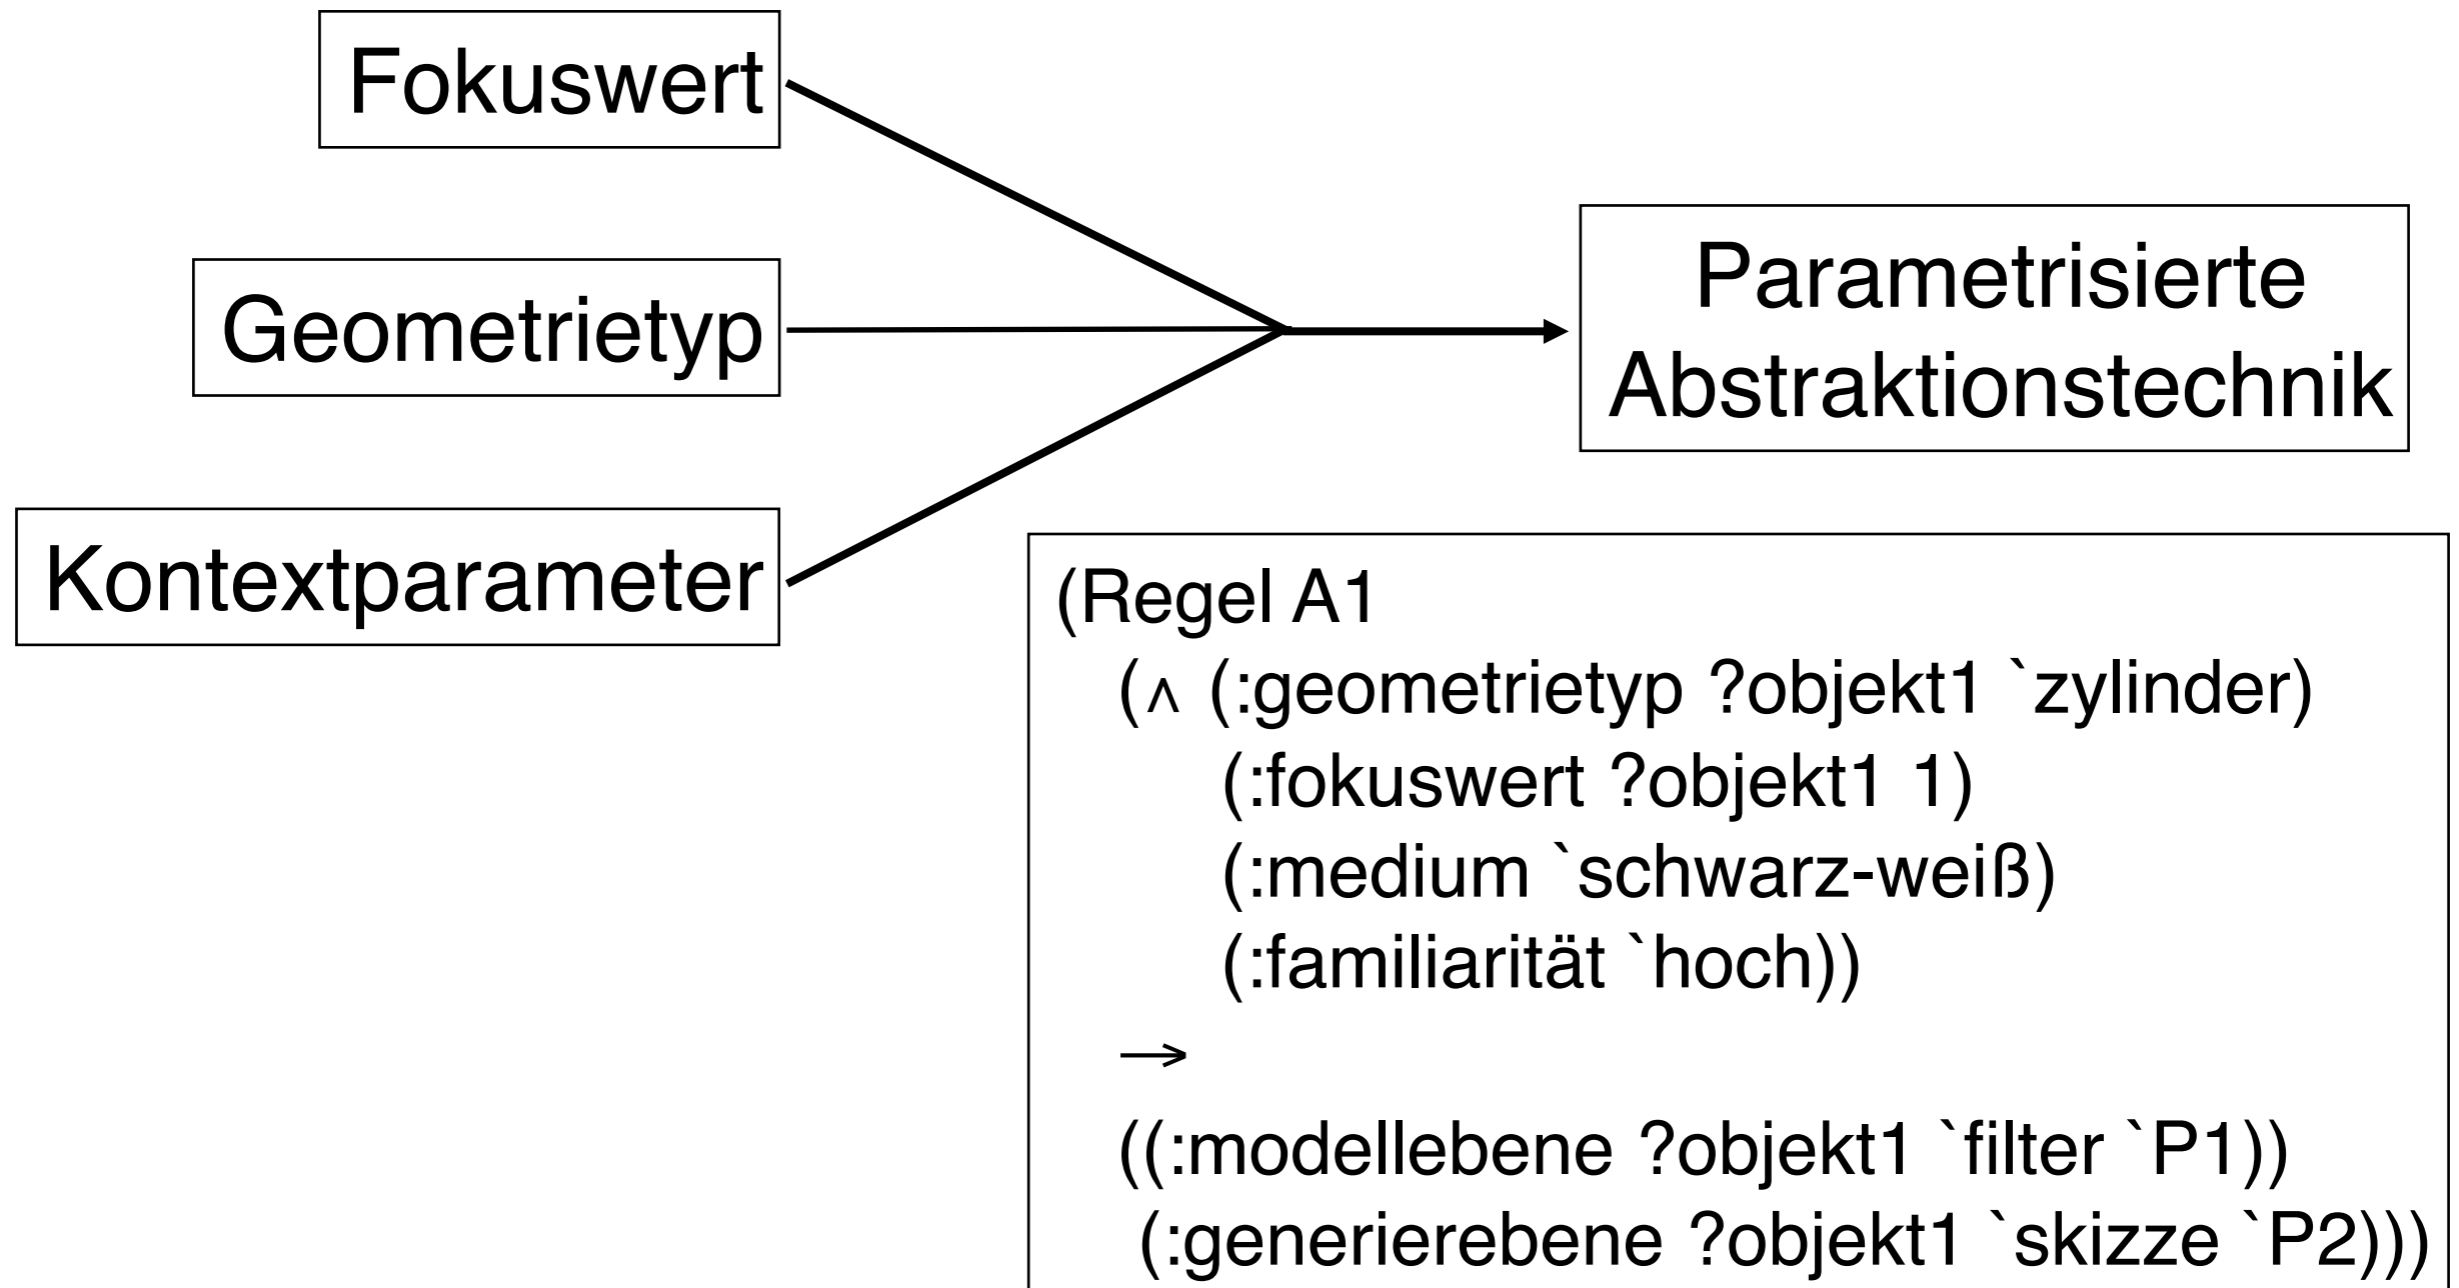 Fokuswert
Geometrietyp
Kontextparameter
Parametrisierte
Abstraktionstechnik
(Regel A1
(∧ (:geometrietyp ?objekt1 `zylinder)
(:fokuswert ?objekt1 1)
(:medium `schwarz-weiß)
(:familiarität `hoch))
→
((:modellebene ?objekt1 `filter `P1))
(:generierebene ?objekt1 `skizze `P2)))